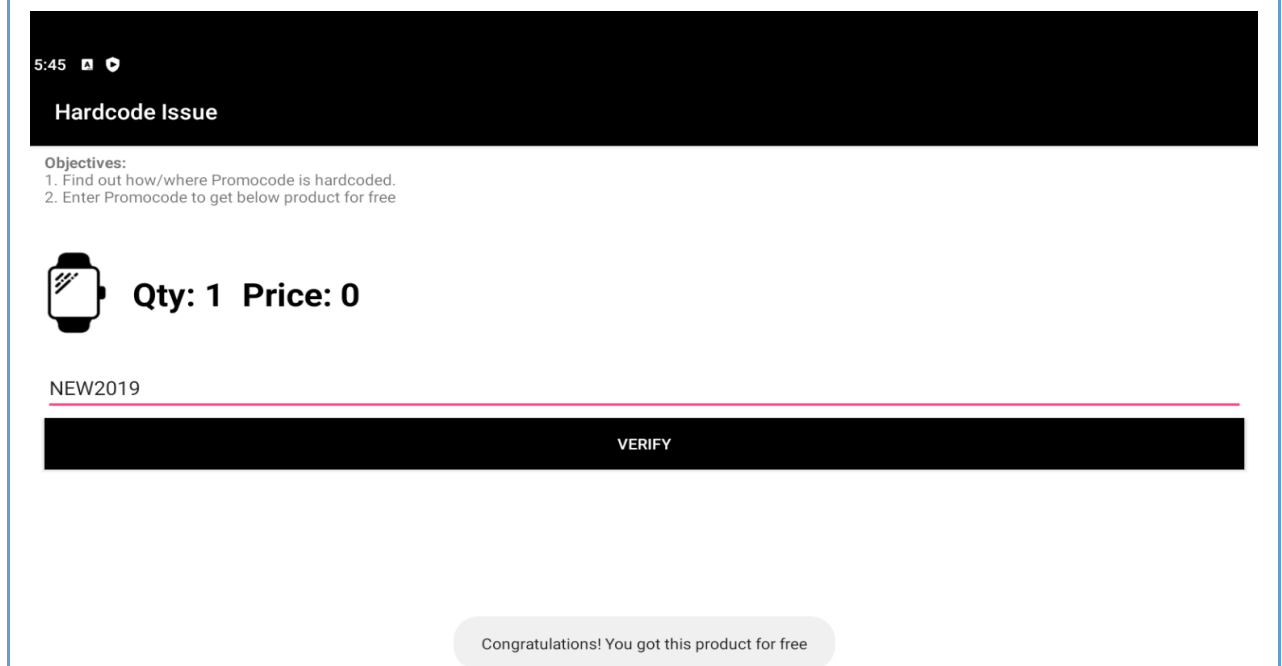 5:45
Hardcode Issue
Objectives:
1. Find out how/where Promocode is hardcoded.
2. Enter Promocode to get below product for free
Qty: 1 Price: 0
NEW2019
VERIFY
Congratulations! You got this product for free